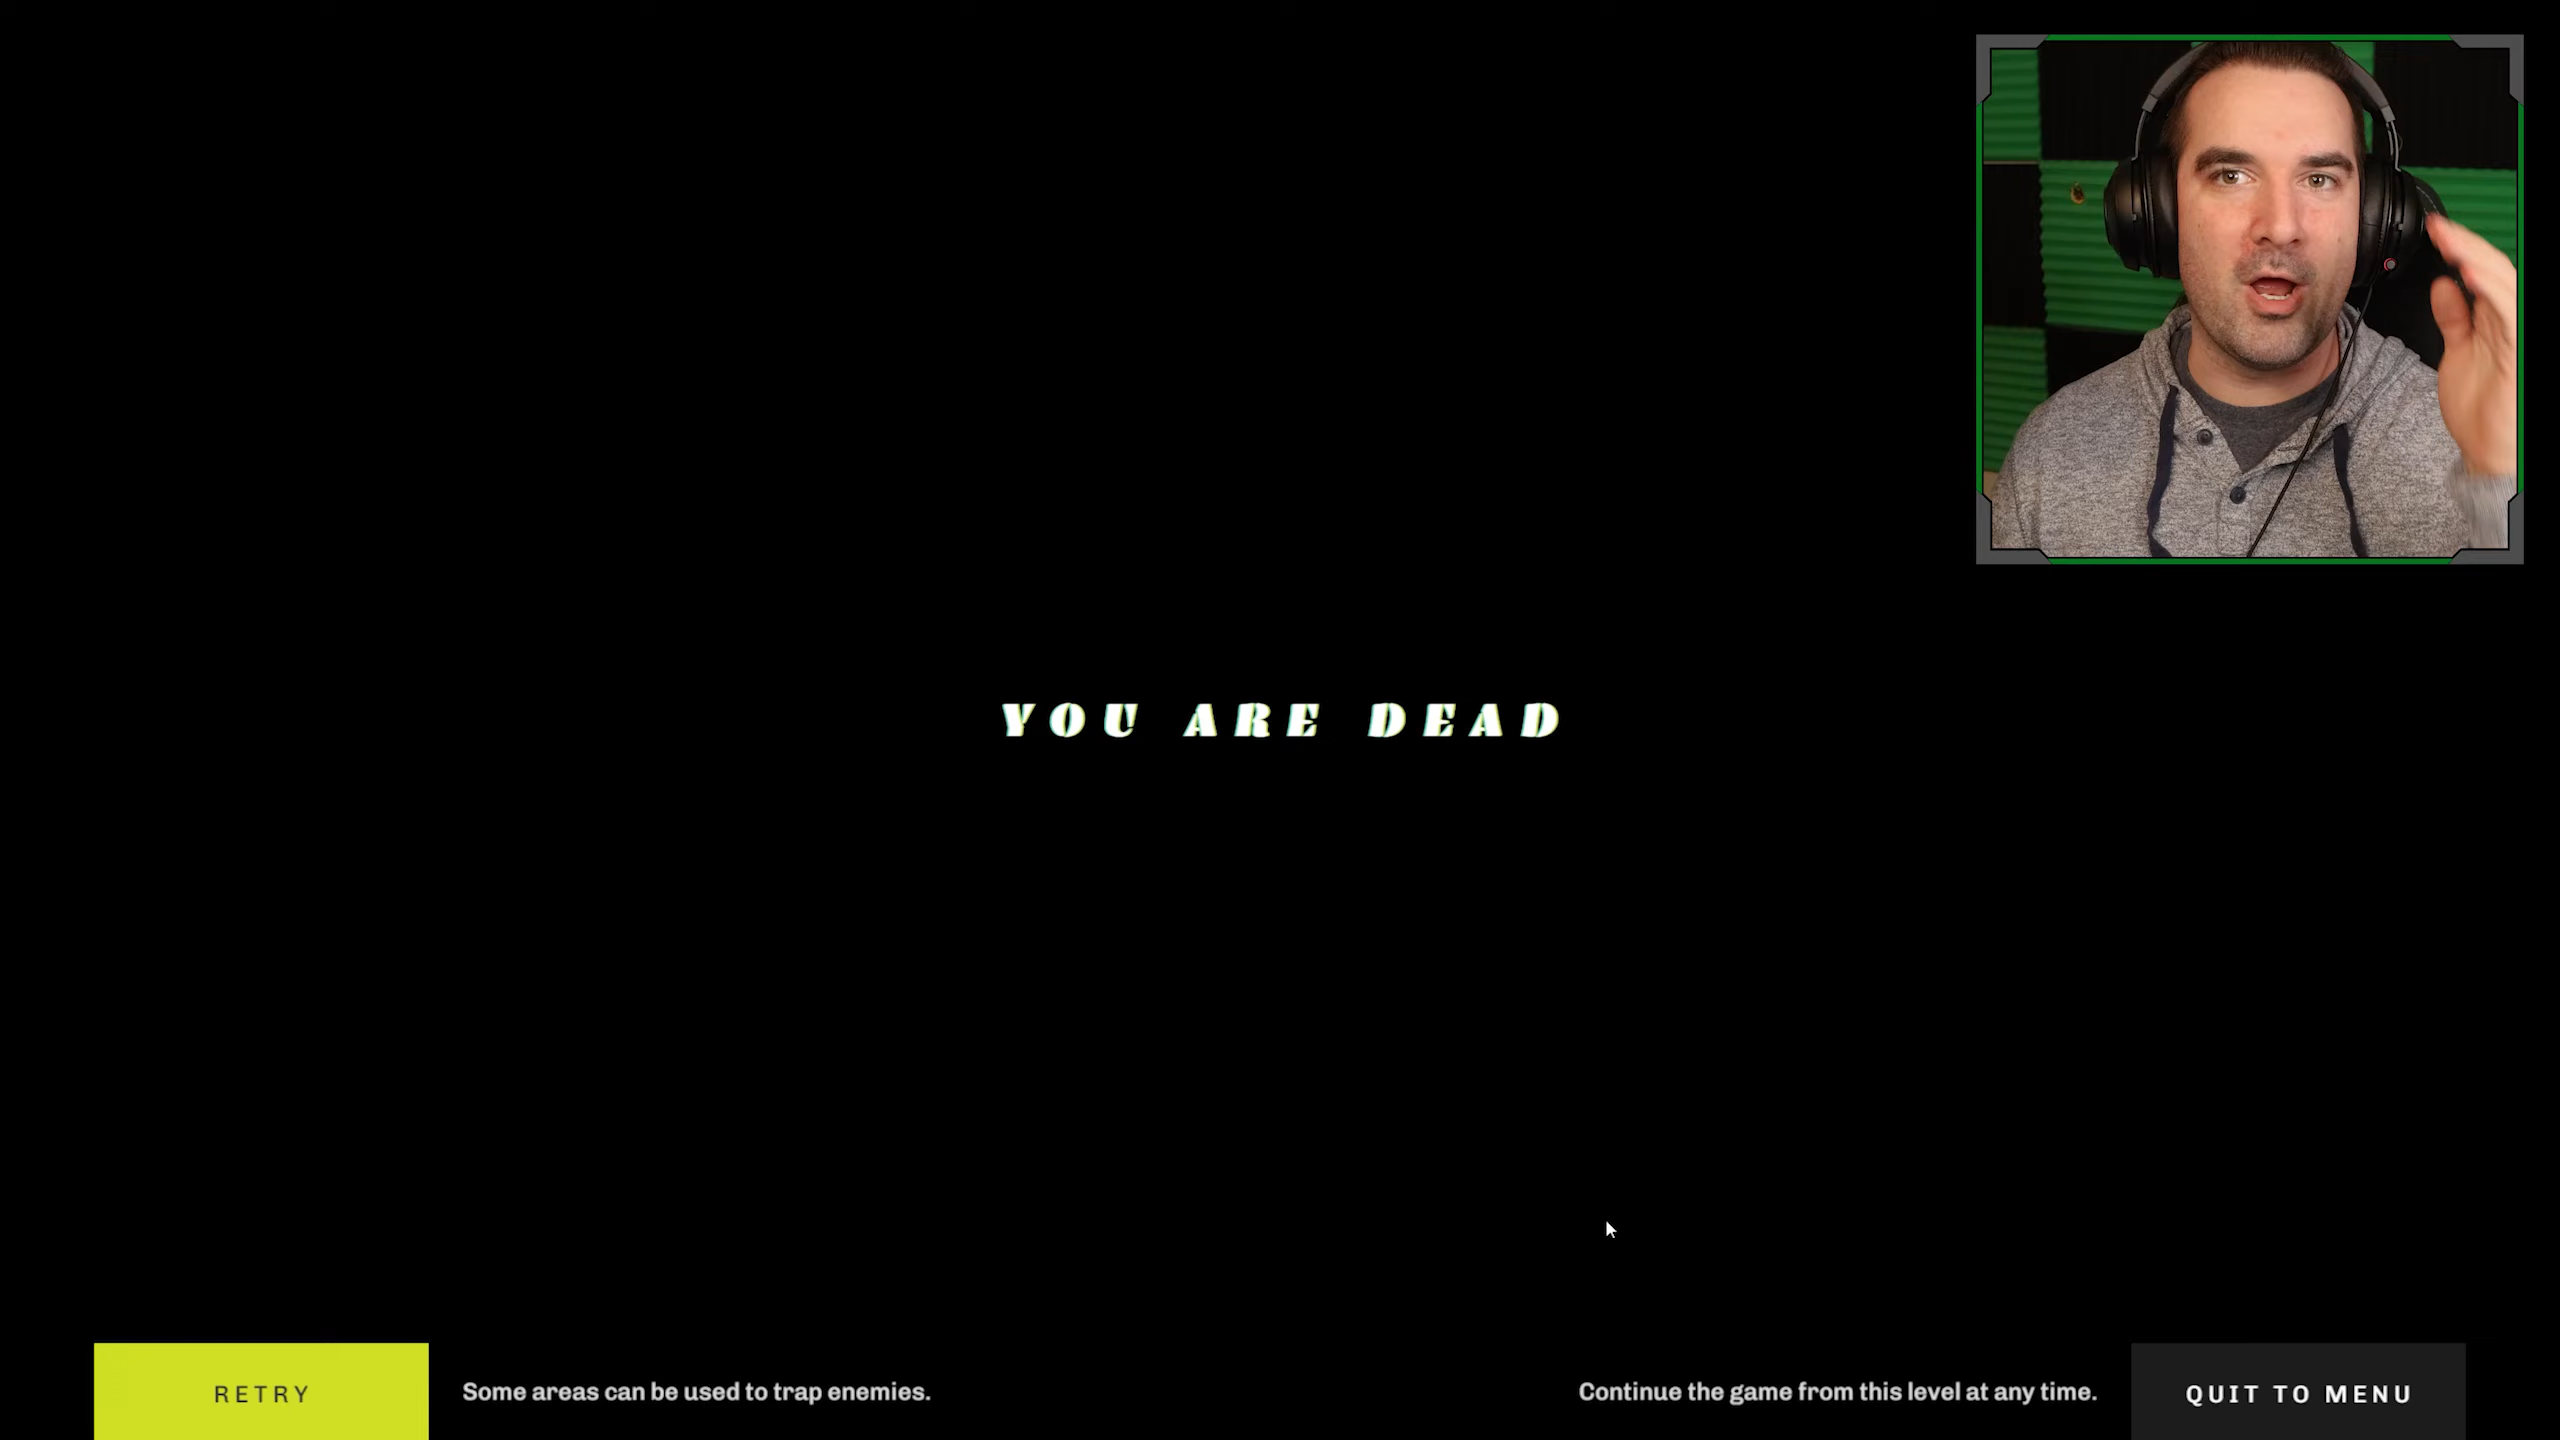 YOU ARE DEAD
RETRY
Some areas can be used to trap enemies.
Continue the game from this level at any time.
QUIT TO MENU